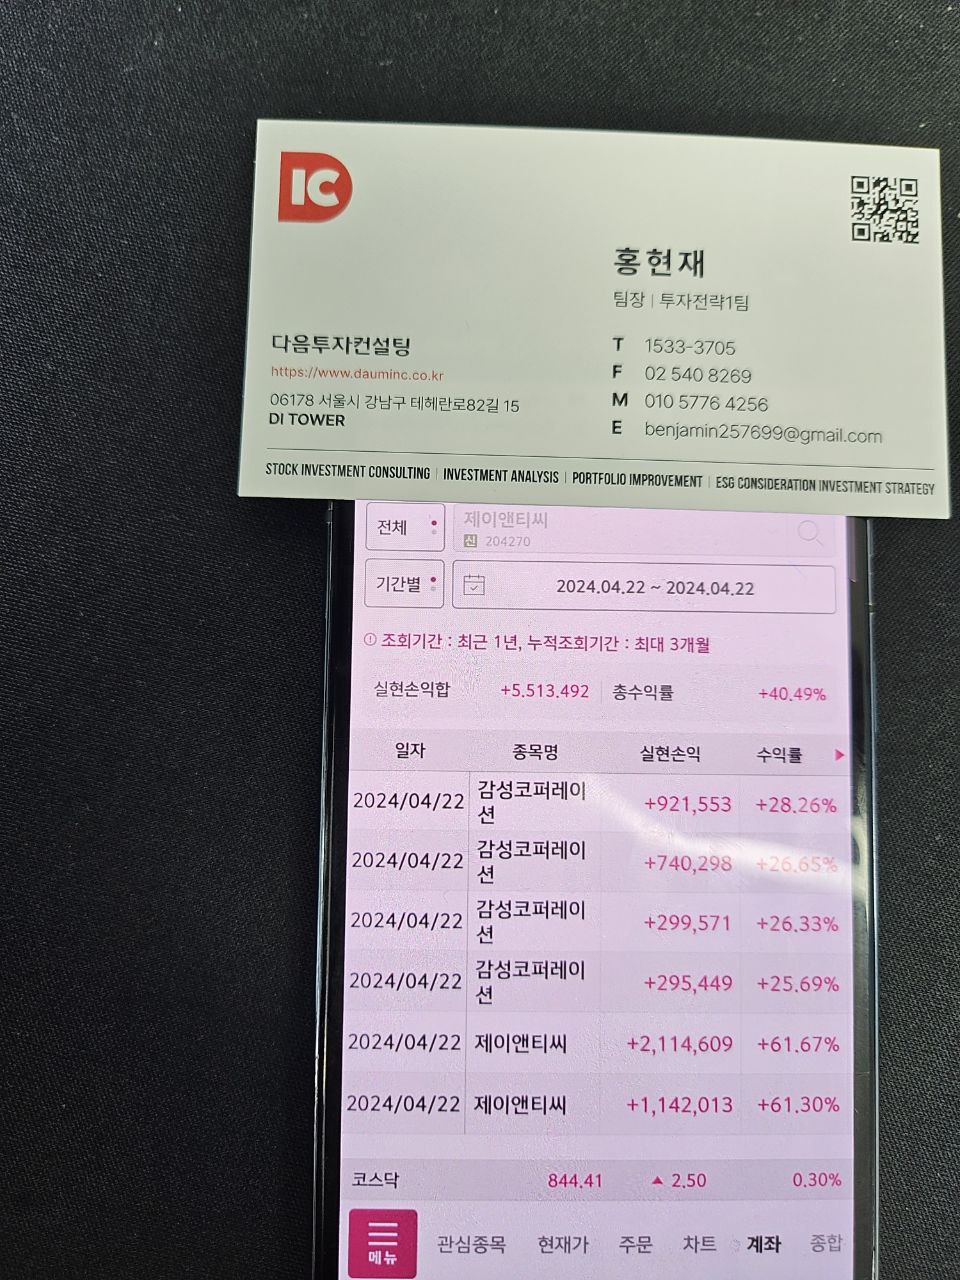 IC
홍현재
팀장 | 투자전략1팀
다음투자컨설팅
https://www.dauminc.co.kr
06178 서울시 강남구 테헤란로82길 15
DI TOWER
T 1533-3705
F 02 540 8269
M 010 5776 4256
E benjamin257699@gmail.com
STOCK INVESTMENT CONSULTING | INVESTMENT ANALYSIS | PORTFOLIO IMPROVEMENT | ESG CONSIDERATION INVESTMENT STRATEGY
전체 제이앤티씨
신 204270
기간별 2024.04.22 ~ 2024.04.22
조회기간 : 최근 1년, 누적조회기간 : 최대 3개월
실현손익합 +5.513.492 총수익률 +40.49%
일자 종목명 실현손익 수익률
2024/04/22 감성코퍼레이 +921,553 +28.26%
션
2024/04/22 감성코퍼레이 +740,298 +26.65%
션
2024/04/22 감성코퍼레이 +299,571 +26.33%
션
2024/04/22 감성코퍼레이 +295,449 +25.69%
션
2024/04/22 제이앤티씨 +2,114,609 +61.67%
2024/04/22 제이앤티씨 +1,142,013 +61.30%
코스닥 844.41 ▲ 2.50 0.30%
메뉴 관심종목 현재가 주문 차트 계좌 종합